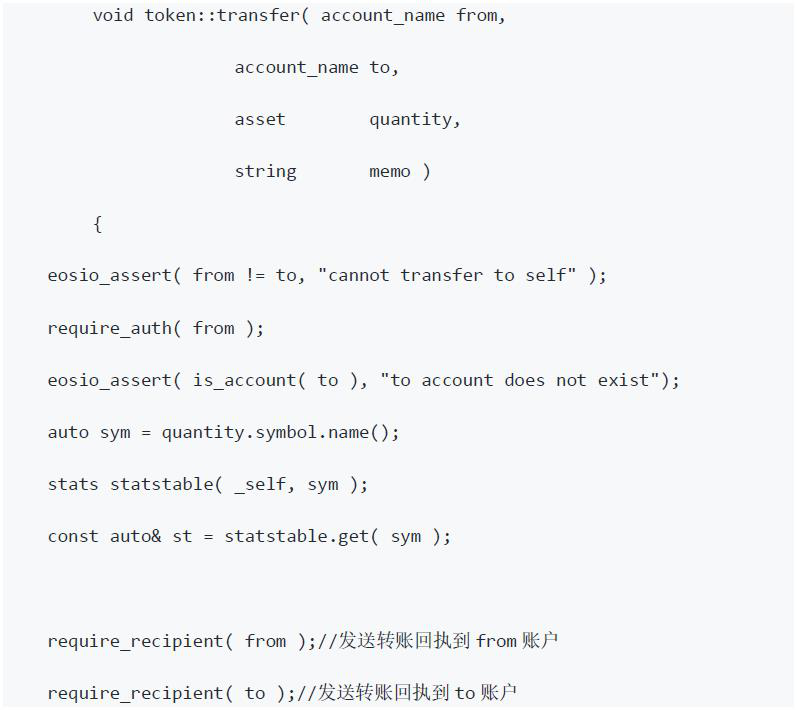 void token::transfer( account_name from,
account_name to,
asset        quantity,
string       memo )
{
eosio_assert( from != to, "cannot transfer to self" );
require_auth( from );
eosio_assert( is_account( to ), "to account does not exist");
auto sym = quantity.symbol.name();
stats statstable( _self, sym );
const auto& st = statstable.get( sym );
require_recipient( from );//发送转账回执到 from 账户
require_recipient( to );//发送转账回执到 to 账户